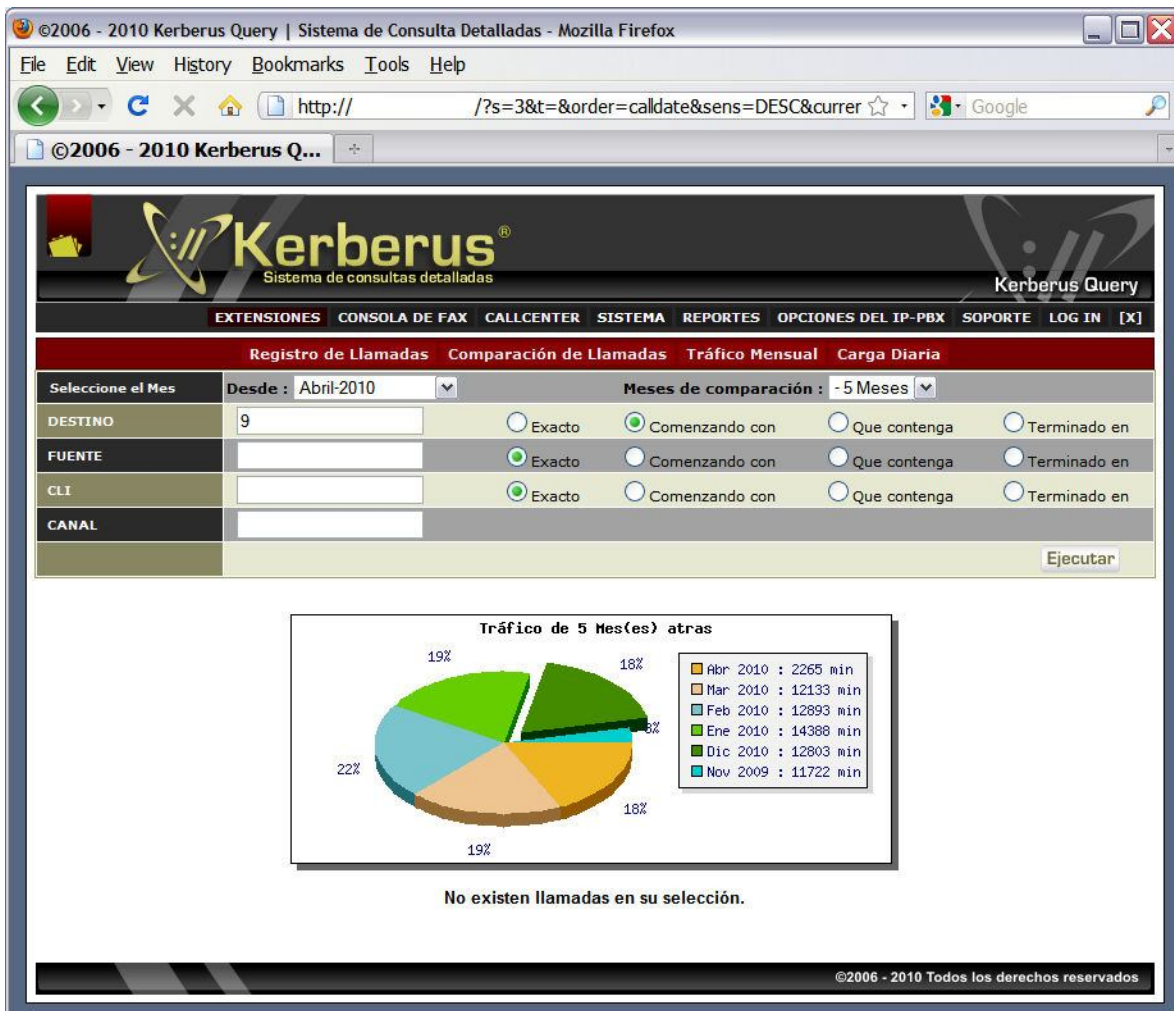 ©2006 - 2010 Kerberus Query | Sistema de Consulta Detalladas - Mozilla Firefox
File Edit View History Bookmarks Tools Help
http:// /?s=3&t=&order=calldate&sens=DESC&currer Google
©2006 - 2010 Kerberus Q...
Kerberus®
Sistema de consultas detalladas
Kerberus Query
EXTENSIONES CONSOLA DE FAX CALLCENTER SISTEMA REPORTES OPCIONES DEL IP-PBX SOPORTE LOG IN [X]
Registro de Llamadas Comparación de Llamadas Tráfico Mensual Carga Diaria
Seleccione el Mes Desde : Abril-2010 Meses de comparación : - 5 Meses
DESTINO 9 Exacto Comenzando con Que contenga Terminado en
FUENTE Exacto Comenzando con Que contenga Terminado en
CLI Exacto Comenzando con Que contenga Terminado en
CANAL
Ejecutar
Tráfico de 5 Mes(es) atras
19%
18%
3%
22%
18%
19%
Abr 2010 : 2265 min
Mar 2010 : 12133 min
Feb 2010 : 12893 min
Ene 2010 : 14388 min
Dic 2010 : 12803 min
Nov 2009 : 11722 min
No existen llamadas en su selección.
©2006 - 2010 Todos los derechos reservados